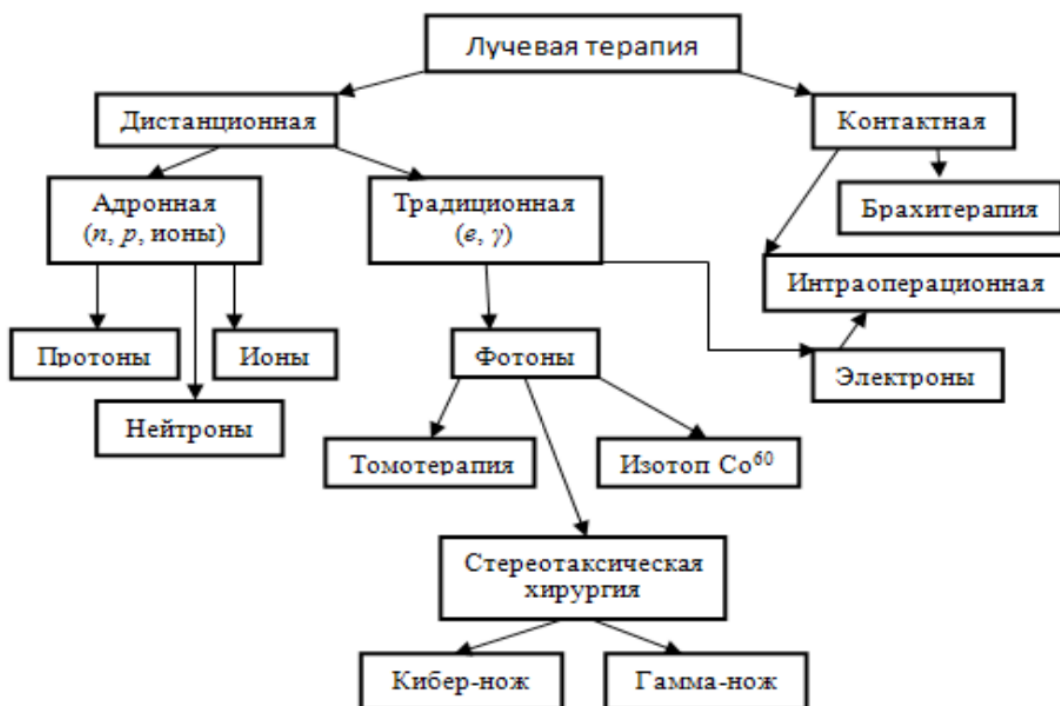 Лучевая терапия
Дистанционная
Контактная
Адронная
(n, p, ионы)
Традиционная
(e, γ)
Брахитерапия
Интраоперационная
Протоны
Ионы
Фотоны
Электроны
Нейтроны
Томотерапия
Изотоп Co⁶⁰
Стереотаксическая
хирургия
Кибер-нож
Гамма-нож